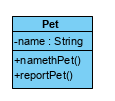 Pet
-name : String
+namethPet()
+reportPet()